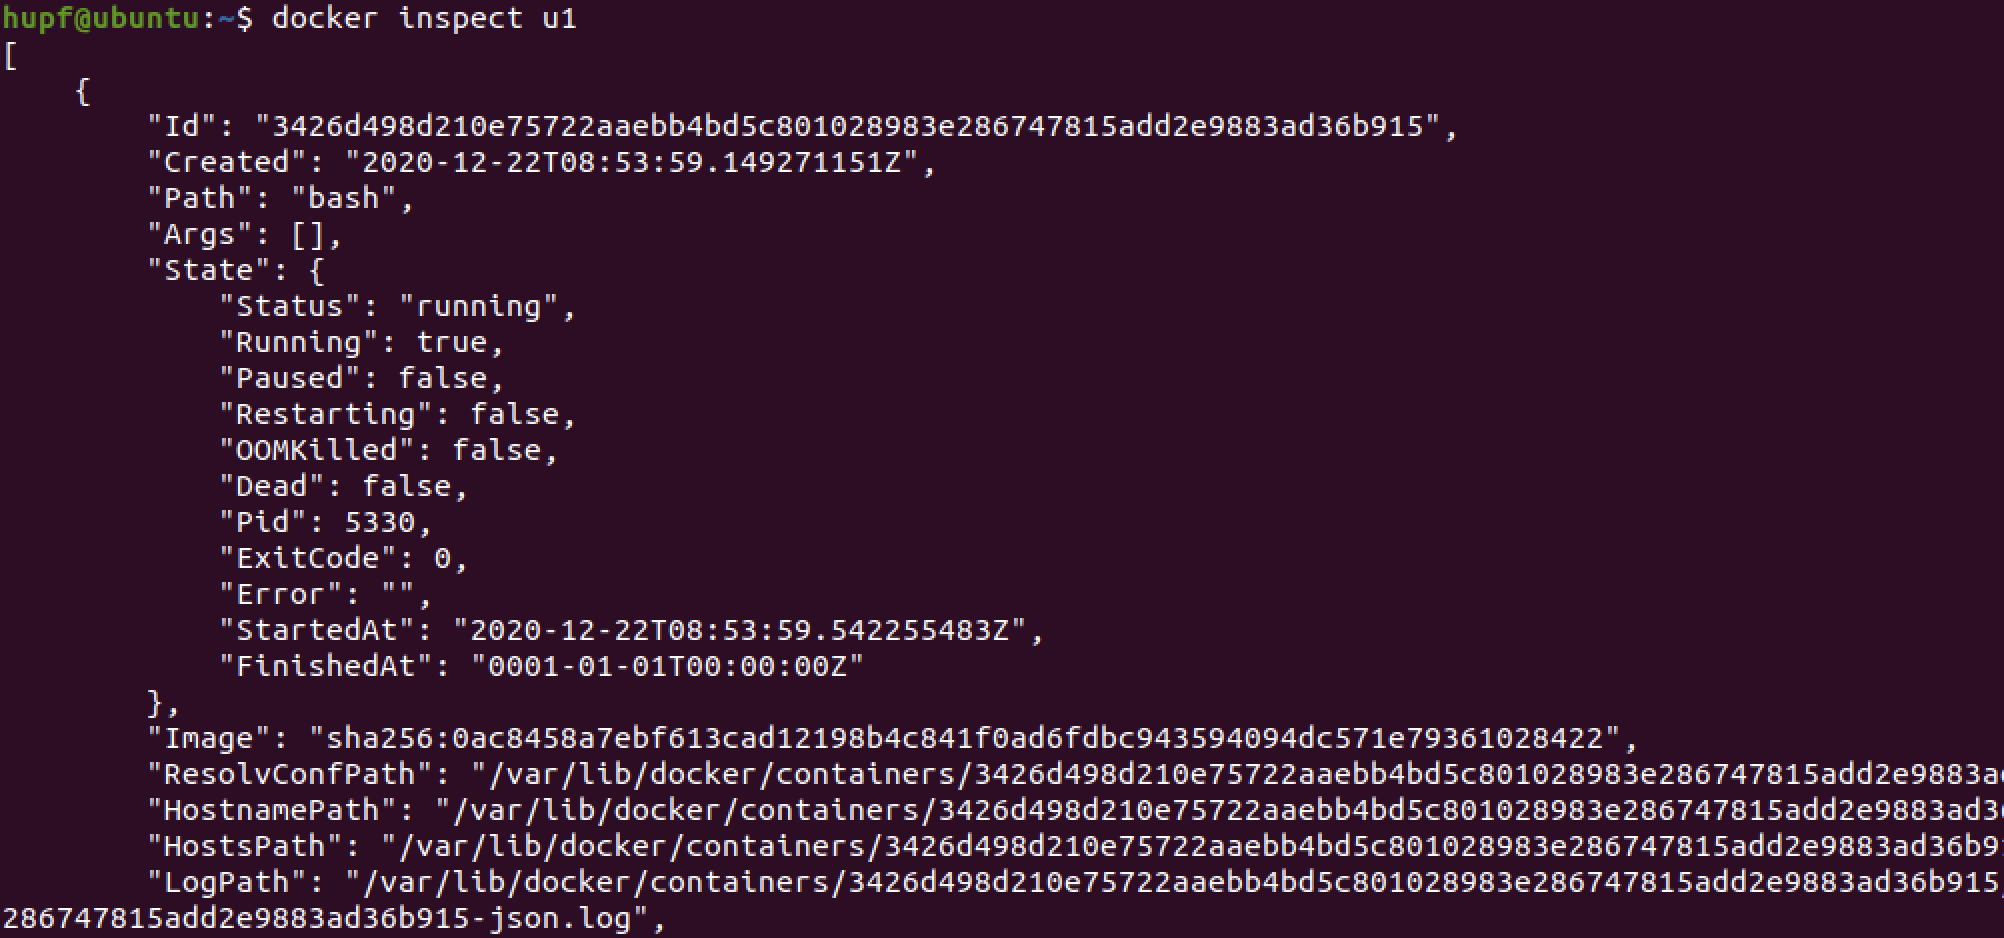 hupf@ubuntu:~$ docker inspect u1
[
    {
        "Id": "3426d498d210e75722aaebb4bd5c801028983e286747815add2e9883ad36b915",
        "Created": "2020-12-22T08:53:59.149271151Z",
        "Path": "bash",
        "Args": [],
        "State": {
            "Status": "running",
            "Running": true,
            "Paused": false,
            "Restarting": false,
            "OOMKilled": false,
            "Dead": false,
            "Pid": 5330,
            "ExitCode": 0,
            "Error": "",
            "StartedAt": "2020-12-22T08:53:59.542255483Z",
            "FinishedAt": "0001-01-01T00:00:00Z"
        },
        "Image": "sha256:0ac8458a7ebf613cad12198b4c841f0ad6fdbc943594094dc571e79361028422",
        "ResolvConfPath": "/var/lib/docker/containers/3426d498d210e75722aaebb4bd5c801028983e286747815add2e9883a
        "HostnamePath": "/var/lib/docker/containers/3426d498d210e75722aaebb4bd5c801028983e286747815add2e9883ad3
        "HostsPath": "/var/lib/docker/containers/3426d498d210e75722aaebb4bd5c801028983e286747815add2e9883ad36b9
        "LogPath": "/var/lib/docker/containers/3426d498d210e75722aaebb4bd5c801028983e286747815add2e9883ad36b915
286747815add2e9883ad36b915-json.log",